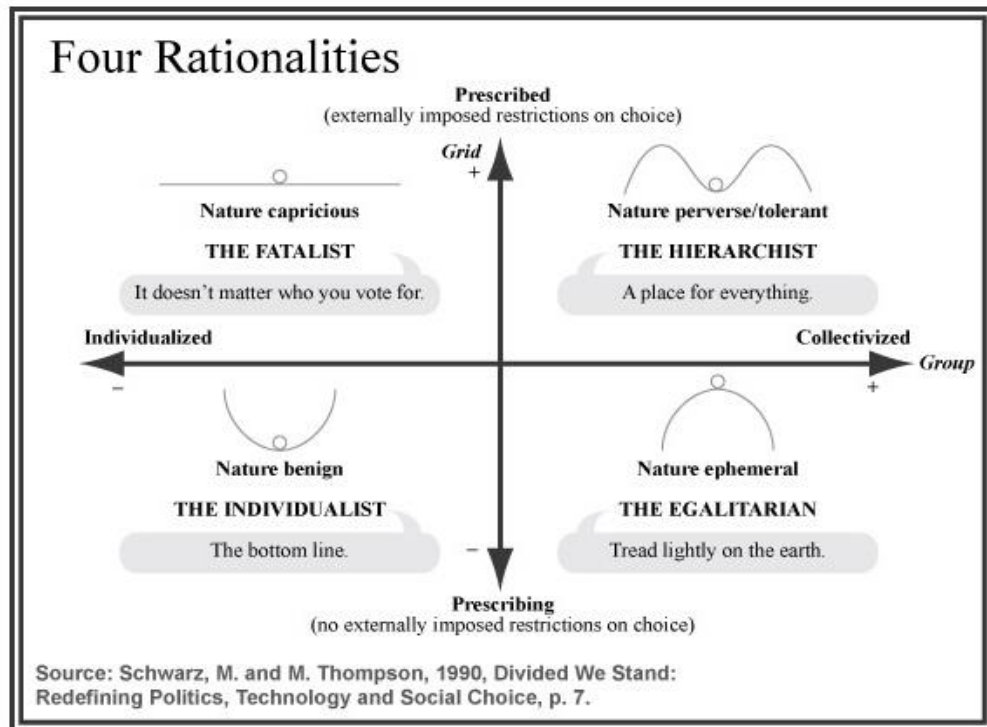 Four Rationalities
Prescribed
(externally imposed restrictions on choice)
Grid
+
Nature capricious
THE FATALIST
It doesn't matter who you vote for.
Nature perverse/tolerant
THE HIERARCHIST
A place for everything.
Individualized
Collectivized
Group
–
+
Nature benign
THE INDIVIDUALIST
The bottom line.
Nature ephemeral
THE EGALITARIAN
Tread lightly on the earth.
–
Prescribing
(no externally imposed restrictions on choice)
Source: Schwarz, M. and M. Thompson, 1990, Divided We Stand:
Redefining Politics, Technology and Social Choice, p. 7.